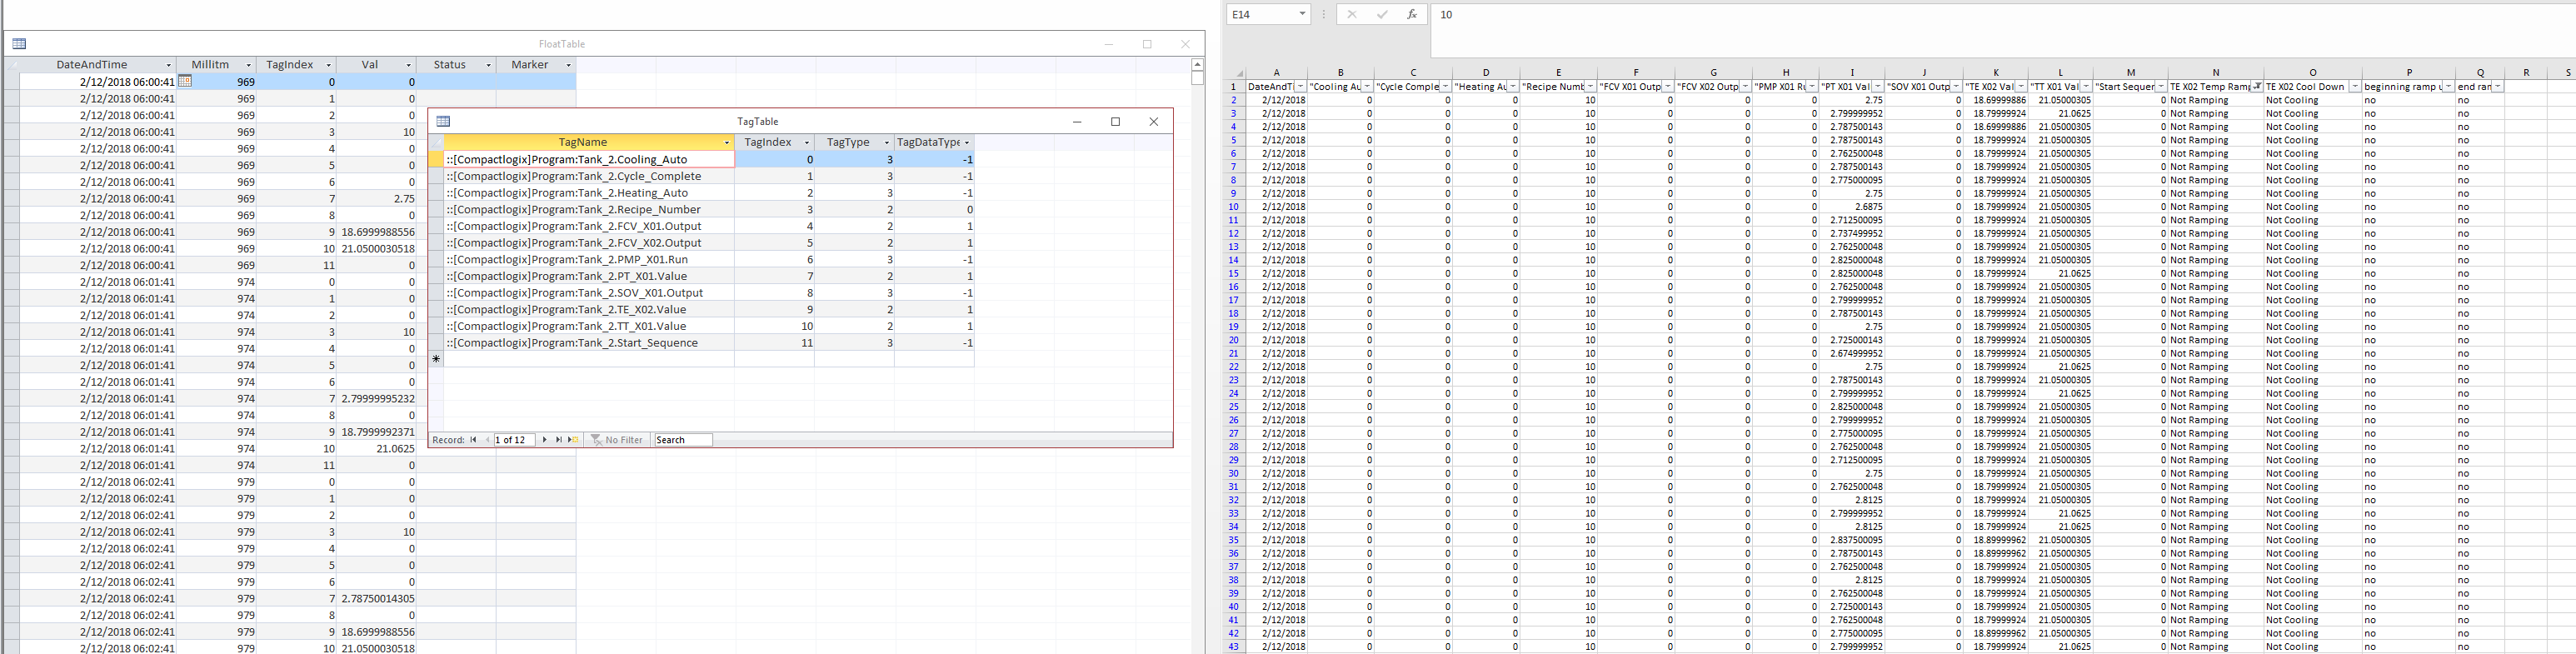 FloatTable
DateAndTime Millitm TagIndex Val Status Marker
2/12/2018 06:00:41 969 0 0
2/12/2018 06:00:41 969 1 0
2/12/2018 06:00:41 969 2 0
2/12/2018 06:00:41 969 3 10
2/12/2018 06:00:41 969 4 0
2/12/2018 06:00:41 969 5 0
2/12/2018 06:00:41 969 6 0
2/12/2018 06:00:41 969 7 2.75
2/12/2018 06:00:41 969 8 0
2/12/2018 06:00:41 969 9 18.6999988556
2/12/2018 06:00:41 969 10 21.0500030518
2/12/2018 06:00:41 969 11 0
2/12/2018 06:01:41 974 0 0
2/12/2018 06:01:41 974 1 0
2/12/2018 06:01:41 974 2 0
2/12/2018 06:01:41 974 3 10
2/12/2018 06:01:41 974 4 0
2/12/2018 06:01:41 974 5 0
2/12/2018 06:01:41 974 6 0
2/12/2018 06:01:41 974 7 2.79999995232
2/12/2018 06:01:41 974 8 0
2/12/2018 06:01:41 974 9 18.7999992371
2/12/2018 06:01:41 974 10 21.0625
2/12/2018 06:01:41 974 11 0
2/12/2018 06:02:41 979 0 0
2/12/2018 06:02:41 979 1 0
2/12/2018 06:02:41 979 2 0
2/12/2018 06:02:41 979 3 10
2/12/2018 06:02:41 979 4 0
2/12/2018 06:02:41 979 5 0
2/12/2018 06:02:41 979 6 0
2/12/2018 06:02:41 979 7 2.78750014305
2/12/2018 06:02:41 979 8 0
2/12/2018 06:02:41 979 9 18.6999988556
2/12/2018 06:02:41 979 10 21.0500030518
TagTable
TagName TagIndex TagType TagDataType
::[Compactlogix]Program:Tank_2.Cooling_Auto 0 3 -1
::[Compactlogix]Program:Tank_2.Cycle_Complete 1 3 -1
::[Compactlogix]Program:Tank_2.Heating_Auto 2 3 -1
::[Compactlogix]Program:Tank_2.Recipe_Number 3 2 0
::[Compactlogix]Program:Tank_2.FCV_X01.Output 4 2 1
::[Compactlogix]Program:Tank_2.FCV_X02.Output 5 2 1
::[Compactlogix]Program:Tank_2.PMP_X01.Run 6 3 -1
::[Compactlogix]Program:Tank_2.PT_X01.Value 7 2 1
::[Compactlogix]Program:Tank_2.SOV_X01.Output 8 3 -1
::[Compactlogix]Program:Tank_2.TE_X02.Value 9 2 1
::[Compactlogix]Program:Tank_2.TT_X01.Value 10 2 1
::[Compactlogix]Program:Tank_2.Start_Sequence 11 3 -1
*
Record: 1 of 12 No Filter Search
E14 fx 10
A B C D E F G H I J K L M N O P Q R S
1 DateAndTi "Cooling Au "Cycle Comple "Heating Au "Recipe Numb "FCV X01 Outp "FCV X02 Outp "PMP X01 Ru "PT X01 Val "SOV X01 Outp "TE X02 Val "TT X01 Val "Start Sequer TE X02 Temp Ramp TE X02 Cool Down beginning ramp u end ran
2 2/12/2018 0 0 0 10 0 0 0 2.75 0 18.69999886 21.05000305 0 Not Ramping Not Cooling no no
3 2/12/2018 0 0 0 10 0 0 0 2.799999952 0 18.79999924 21.0625 0 Not Ramping Not Cooling no no
4 2/12/2018 0 0 0 10 0 0 0 2.787500143 0 18.69999886 21.05000305 0 Not Ramping Not Cooling no no
5 2/12/2018 0 0 0 10 0 0 0 2.787500143 0 18.79999924 21.05000305 0 Not Ramping Not Cooling no no
6 2/12/2018 0 0 0 10 0 0 0 2.762500048 0 18.79999924 21.05000305 0 Not Ramping Not Cooling no no
7 2/12/2018 0 0 0 10 0 0 0 2.787500143 0 18.79999924 21.05000305 0 Not Ramping Not Cooling no no
8 2/12/2018 0 0 0 10 0 0 0 2.775000095 0 18.79999924 21.05000305 0 Not Ramping Not Cooling no no
9 2/12/2018 0 0 0 10 0 0 0 2.75 0 18.79999924 21.05000305 0 Not Ramping Not Cooling no no
10 2/12/2018 0 0 0 10 0 0 0 2.6875 0 18.79999924 21.05000305 0 Not Ramping Not Cooling no no
11 2/12/2018 0 0 0 10 0 0 0 2.712500095 0 18.79999924 21.05000305 0 Not Ramping Not Cooling no no
12 2/12/2018 0 0 0 10 0 0 0 2.737499952 0 18.79999924 21.05000305 0 Not Ramping Not Cooling no no
13 2/12/2018 0 0 0 10 0 0 0 2.762500048 0 18.79999924 21.05000305 0 Not Ramping Not Cooling no no
14 2/12/2018 0 0 0 10 0 0 0 2.825000048 0 18.79999924 21.05000305 0 Not Ramping Not Cooling no no
15 2/12/2018 0 0 0 10 0 0 0 2.825000048 0 18.79999924 21.0625 0 Not Ramping Not Cooling no no
16 2/12/2018 0 0 0 10 0 0 0 2.762500048 0 18.79999924 21.05000305 0 Not Ramping Not Cooling no no
17 2/12/2018 0 0 0 10 0 0 0 2.799999952 0 18.79999924 21.05000305 0 Not Ramping Not Cooling no no
18 2/12/2018 0 0 0 10 0 0 0 2.787500143 0 18.79999924 21.05000305 0 Not Ramping Not Cooling no no
19 2/12/2018 0 0 0 10 0 0 0 2.75 0 18.79999924 21.05000305 0 Not Ramping Not Cooling no no
20 2/12/2018 0 0 0 10 0 0 0 2.725000143 0 18.79999924 21.05000305 0 Not Ramping Not Cooling no no
21 2/12/2018 0 0 0 10 0 0 0 2.674999952 0 18.79999924 21.05000305 0 Not Ramping Not Cooling no no
22 2/12/2018 0 0 0 10 0 0 0 2.75 0 18.79999924 21.0625 0 Not Ramping Not Cooling no no
23 2/12/2018 0 0 0 10 0 0 0 2.787500143 0 18.79999924 21.05000305 0 Not Ramping Not Cooling no no
24 2/12/2018 0 0 0 10 0 0 0 2.799999952 0 18.79999924 21.0625 0 Not Ramping Not Cooling no no
25 2/12/2018 0 0 0 10 0 0 0 2.825000048 0 18.79999924 21.05000305 0 Not Ramping Not Cooling no no
26 2/12/2018 0 0 0 10 0 0 0 2.799999952 0 18.79999924 21.05000305 0 Not Ramping Not Cooling no no
27 2/12/2018 0 0 0 10 0 0 0 2.775000095 0 18.79999924 21.05000305 0 Not Ramping Not Cooling no no
28 2/12/2018 0 0 0 10 0 0 0 2.762500048 0 18.79999924 21.05000305 0 Not Ramping Not Cooling no no
29 2/12/2018 0 0 0 10 0 0 0 2.712500095 0 18.79999924 21.05000305 0 Not Ramping Not Cooling no no
30 2/12/2018 0 0 0 10 0 0 0 2.75 0 18.79999924 21.05000305 0 Not Ramping Not Cooling no no
31 2/12/2018 0 0 0 10 0 0 0 2.762500048 0 18.79999924 21.05000305 0 Not Ramping Not Cooling no no
32 2/12/2018 0 0 0 10 0 0 0 2.8125 0 18.79999924 21.05000305 0 Not Ramping Not Cooling no no
33 2/12/2018 0 0 0 10 0 0 0 2.799999952 0 18.79999924 21.0625 0 Not Ramping Not Cooling no no
34 2/12/2018 0 0 0 10 0 0 0 2.8125 0 18.79999924 21.0625 0 Not Ramping Not Cooling no no
35 2/12/2018 0 0 0 10 0 0 0 2.837500095 0 18.89999962 21.05000305 0 Not Ramping Not Cooling no no
36 2/12/2018 0 0 0 10 0 0 0 2.787500143 0 18.89999962 21.05000305 0 Not Ramping Not Cooling no no
37 2/12/2018 0 0 0 10 0 0 0 2.762500048 0 18.79999924 21.05000305 0 Not Ramping Not Cooling no no
38 2/12/2018 0 0 0 10 0 0 0 2.8125 0 18.79999924 21.05000305 0 Not Ramping Not Cooling no no
39 2/12/2018 0 0 0 10 0 0 0 2.762500048 0 18.79999924 21.05000305 0 Not Ramping Not Cooling no no
40 2/12/2018 0 0 0 10 0 0 0 2.725000143 0 18.79999924 21.05000305 0 Not Ramping Not Cooling no no
41 2/12/2018 0 0 0 10 0 0 0 2.762500048 0 18.79999924 21.05000305 0 Not Ramping Not Cooling no no
42 2/12/2018 0 0 0 10 0 0 0 2.775000095 0 18.89999962 21.05000305 0 Not Ramping Not Cooling no no
43 2/12/2018 0 0 0 10 0 0 0 2.799999952 0 18.79999924 21.05000305 0 Not Ramping Not Cooling no no